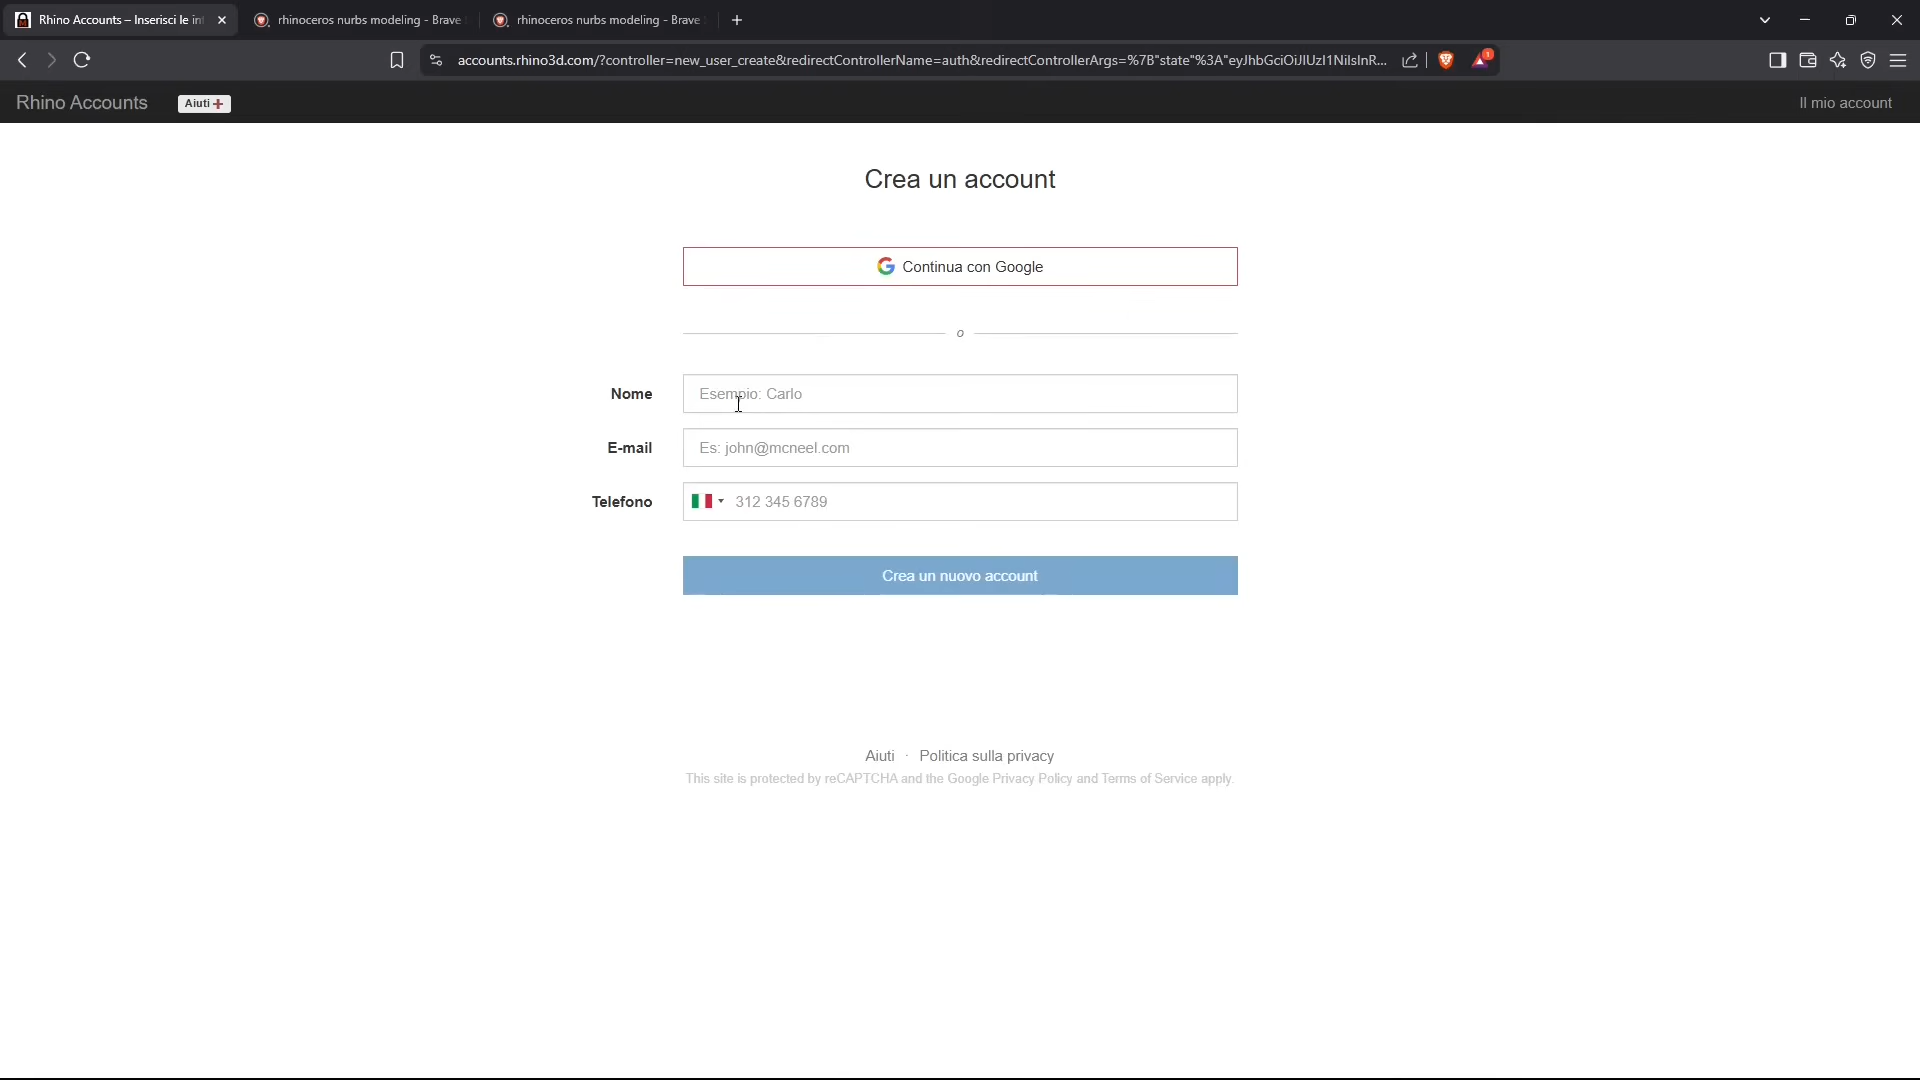 Rhino Accounts – Inserisci le in
rhinoceros nurbs modeling - Brave
rhinoceros nurbs modeling - Brave
accounts.rhino3d.com/?controller=new_user_create&redirectControllerName=auth&redirectControllerArgs=%7B"state"%3A"eyJhbGciOiJIUzI1NiIsInR...
1
Rhino Accounts
Aiuti
Il mio account
Crea un account
Continua con Google
o
Nome
Esempio: Carlo
E-mail
Es: john@mcneel.com
Telefono
312 345 6789
Crea un nuovo account
Aiuti · Politica sulla privacy
This site is protected by reCAPTCHA and the Google Privacy Policy and Terms of Service apply.